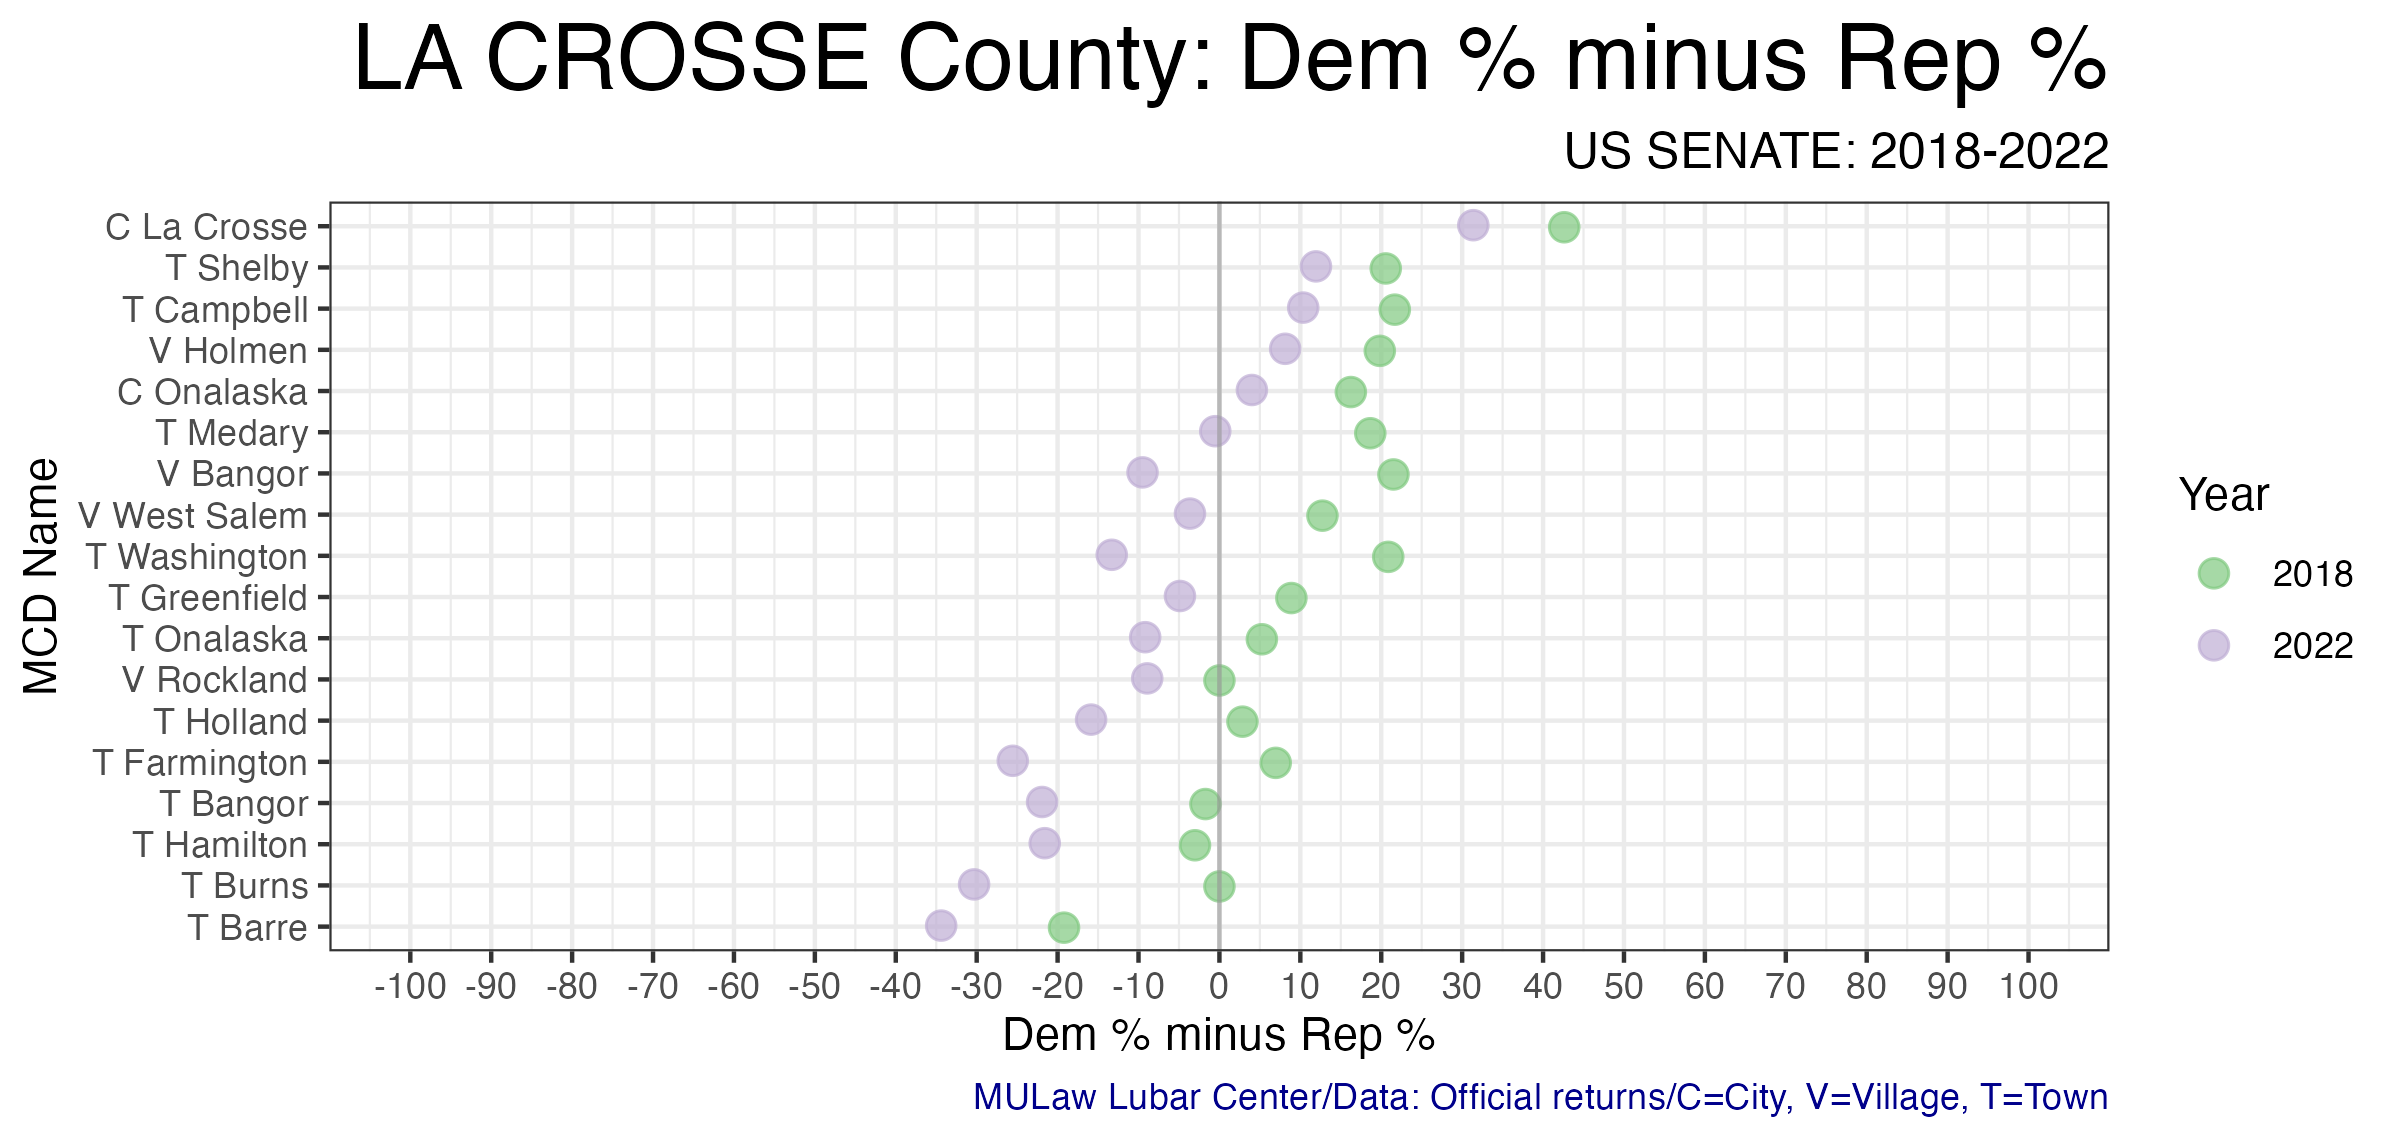 LA CROSSE County: Dem % minus Rep %
US SENATE: 2018-2022
C La Crosse
T Shelby
T Campbell
V Holmen
C Onalaska
T Medary
V Bangor
V West Salem
T Washington
T Greenfield
T Onalaska
V Rockland
T Holland
T Farmington
T Bangor
T Hamilton
T Burns
T Barre
MCD Name
-100 -90 -80 -70 -60 -50 -40 -30 -20 -10 0 10 20 30 40 50 60 70 80 90 100
Dem % minus Rep %
Year
2018
2022
MULaw Lubar Center/Data: Official returns/C=City, V=Village, T=Town